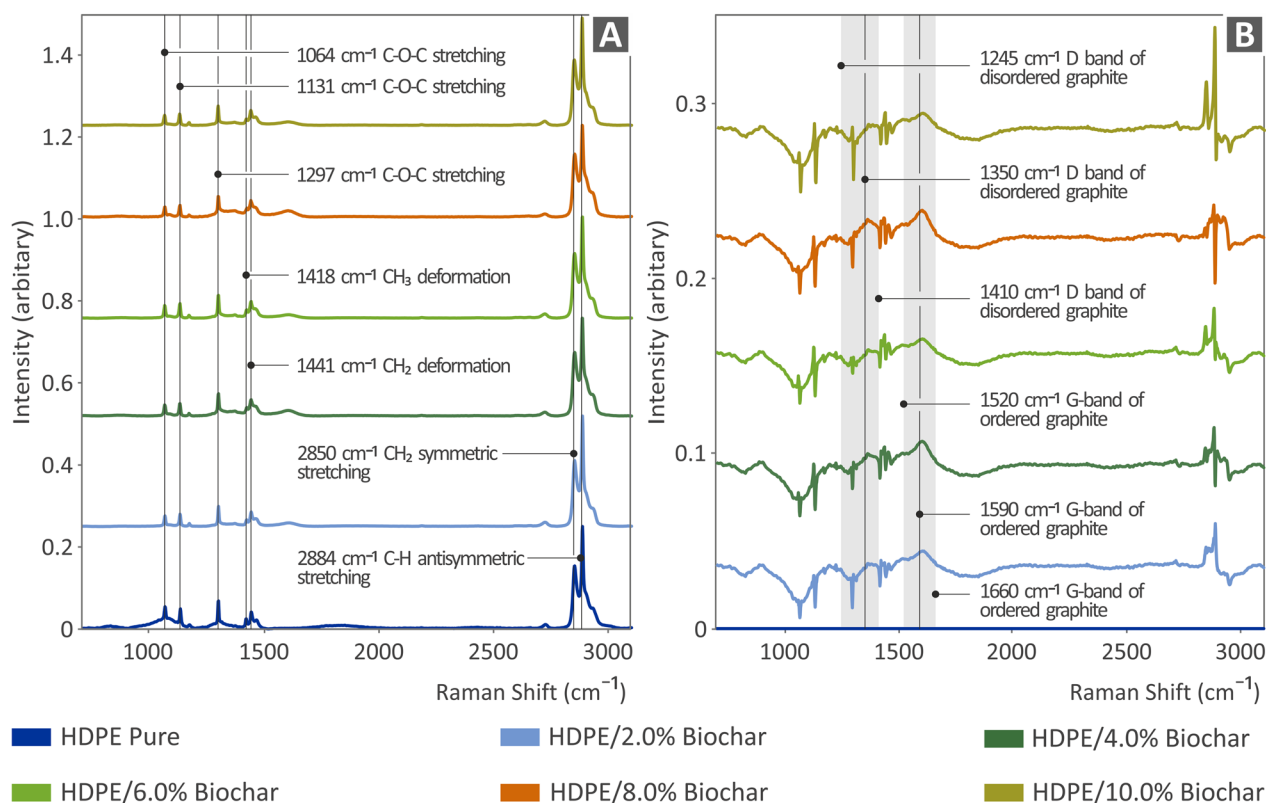 A
1.4
1.2
1.0
0.8
0.6
0.4
0.2
0
Intensity (arbitary)
1064 cm⁻¹ C-O-C stretching
1131 cm⁻¹ C-O-C stretching
1297 cm⁻¹ C-O-C stretching
1418 cm⁻¹ CH₃ deformation
1441 cm⁻¹ CH₂ deformation
2850 cm⁻¹ CH₂ symmetric
stretching
2884 cm⁻¹ C-H antisymmetric
stretching
1000
1500
2000
2500
3000
Raman Shift (cm⁻¹)
B
0.3
0.2
0.1
0
Intensity (arbitary)
1245 cm⁻¹ D band of
disordered graphite
1350 cm⁻¹ D band of
disordered graphite
1410 cm⁻¹ D band of
disordered graphite
1520 cm⁻¹ G-band of
ordered graphite
1590 cm⁻¹ G-band of
ordered graphite
1660 cm⁻¹ G-band of
ordered graphite
1000
1500
2000
2500
3000
Raman Shift (cm⁻¹)
HDPE Pure
HDPE/2.0% Biochar
HDPE/4.0% Biochar
HDPE/6.0% Biochar
HDPE/8.0% Biochar
HDPE/10.0% Biochar